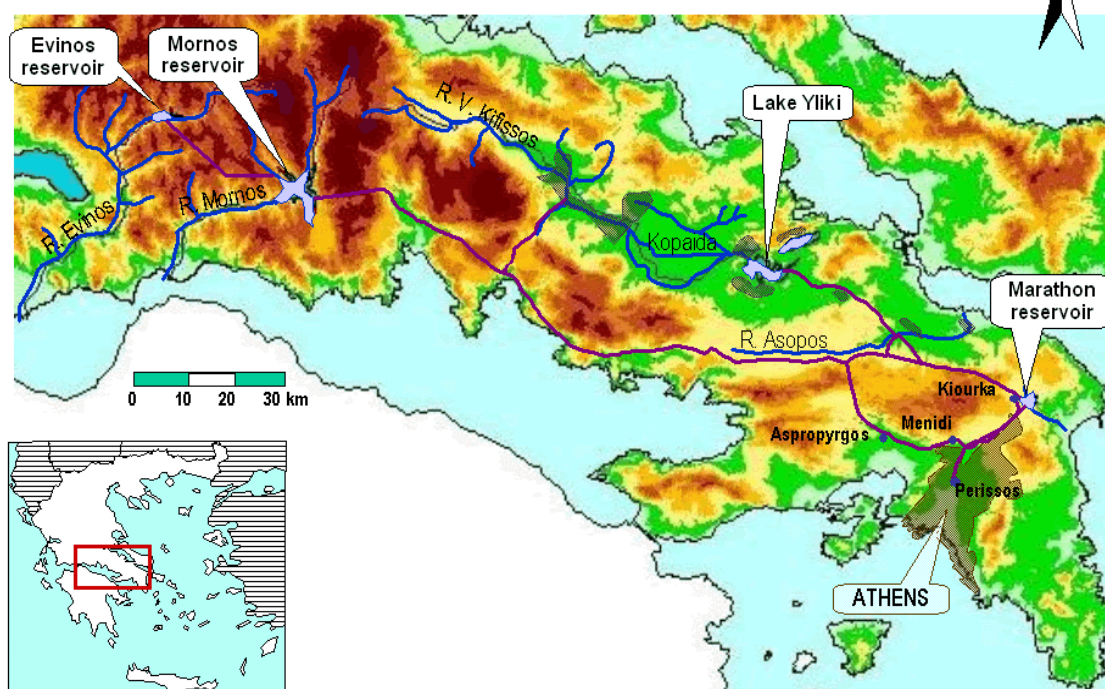 Evinos
reservoir
Mornos
reservoir
R. V. Kifissos
Lake Yliki
R. Mornos
R. Evinos
Kopaida
Marathon
reservoir
R. Asopos
0 10 20 30 km
Kiourka
Menidi
Aspropyrgos
Perissos
ATHENS